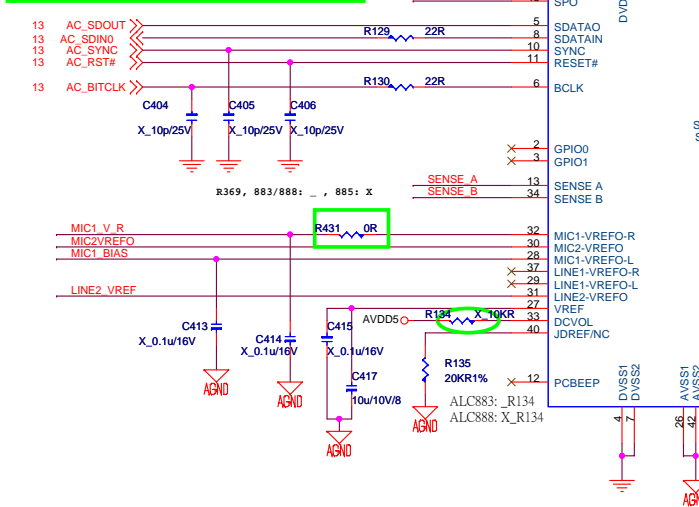 SPO
DVD
13 AC_SDOUT 5 SDATAO
13 AC_SDIN0 R129 22R 8 SDATAIN
13 AC_SYNC 10 SYNC
13 AC_RST# 11 RESET#
13 AC_BITCLK R130 22R 6 BCLK
C404 C405 C406
X_10p/25V X_10p/25V X_10p/25V
2 GPIO0
3 GPIO1
SENSE_A 13 SENSE A
SENSE_B 34 SENSE B
R369, 883/888: _ , 885: X
MIC1_V_R R431 0R 32 MIC1-VREFO-R
MIC2VREFO 30 MIC2-VREFO
MIC1_BIAS 28 MIC1-VREFO-L
37 LINE1-VREFO-R
29 LINE1-VREFO-L
LINE2_VREF 31 LINE2-VREFO
27 VREF
AVDD5 R134 X_10KR 33 DCVOL
40 JDREF/NC
C413 C414 C415
X_0.1u/16V X_0.1u/16V X_0.1u/16V
R135
20KR1%
C417
10u/10V/8
12 PCBEEP
ALC883: _R134
ALC888: X_R134
AGND AGND AGND AGND
DVSS1 DVSS2 AVSS1 AVSS2
4 7 26 42
AGN